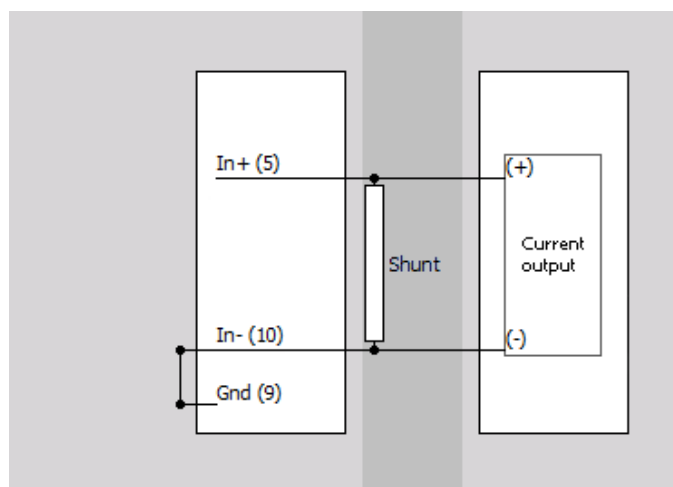 In+ (5)
(+)
Current
output
Shunt
In- (10)
(-)
Gnd (9)